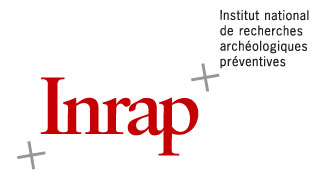 Institut national
de recherches
archéologiques
préventives
Inrap